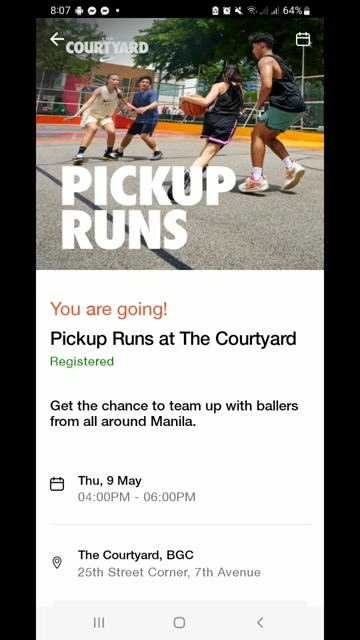 8:07
64%
THE
COURTYARD
PICKUP
RUNS
You are going!
Pickup Runs at The Courtyard
Registered
Get the chance to team up with ballers
from all around Manila.
Thu, 9 May
04:00PM - 06:00PM
The Courtyard, BGC
25th Street Corner, 7th Avenue